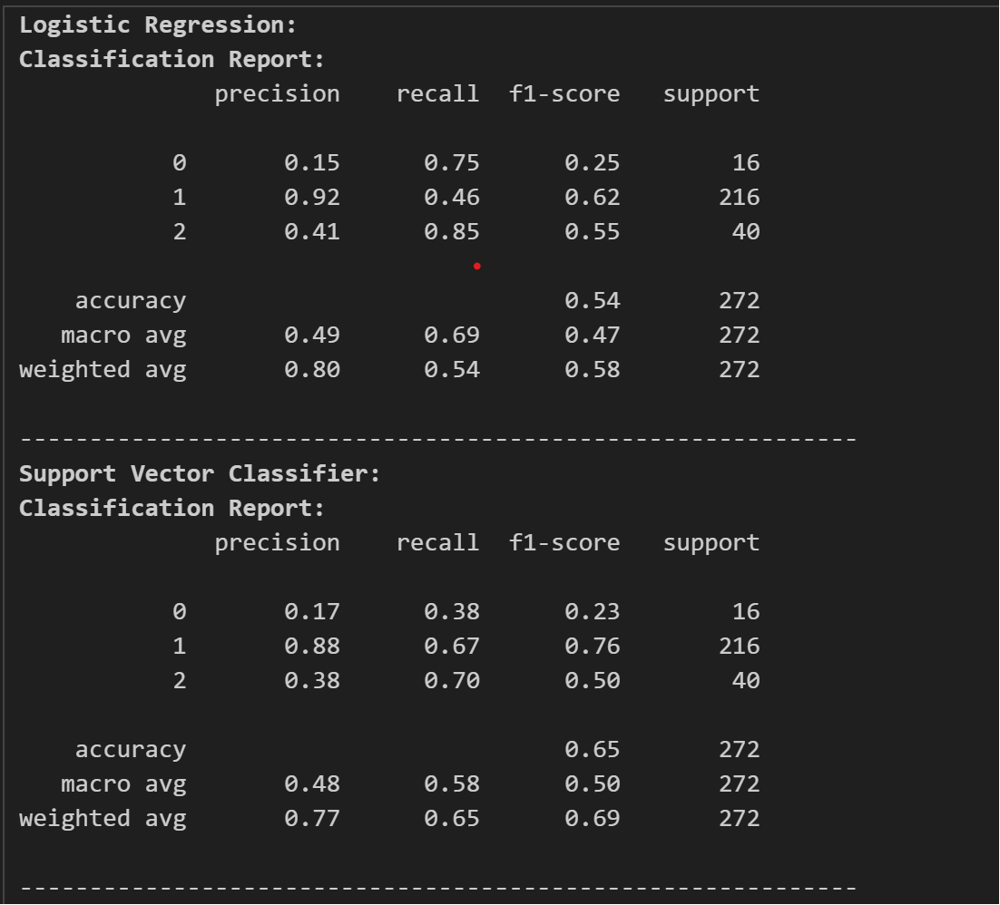 Logistic Regression:
Classification Report:
precision recall f1-score support
0 0.15 0.75 0.25 16
1 0.92 0.46 0.62 216
2 0.41 0.85 0.55 40
accuracy 0.54 272
macro avg 0.49 0.69 0.47 272
weighted avg 0.80 0.54 0.58 272
------------------------------------------------------------
Support Vector Classifier:
Classification Report:
precision recall f1-score support
0 0.17 0.38 0.23 16
1 0.88 0.67 0.76 216
2 0.38 0.70 0.50 40
accuracy 0.65 272
macro avg 0.48 0.58 0.50 272
weighted avg 0.77 0.65 0.69 272
------------------------------------------------------------